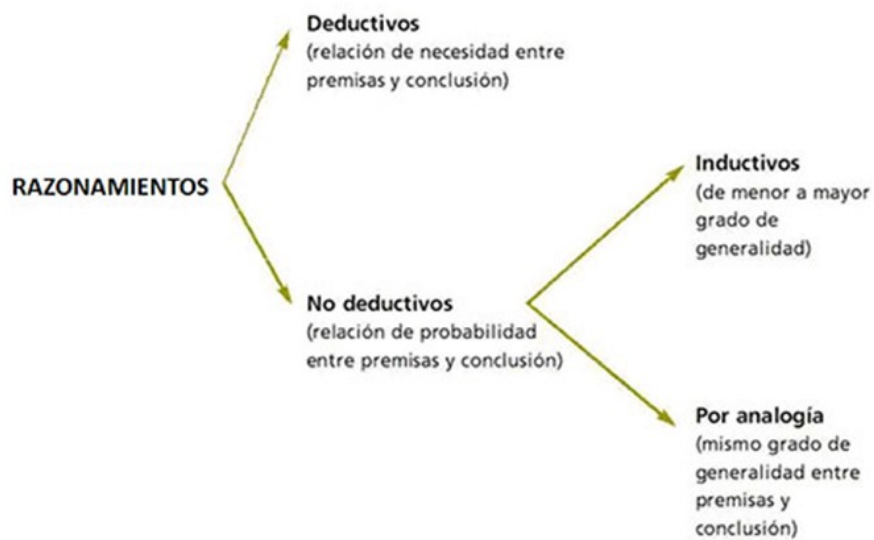 RAZONAMIENTOS
Deductivos
(relación de necesidad entre
premisas y conclusión)
No deductivos
(relación de probabilidad
entre premisas y conclusión)
Inductivos
(de menor a mayor
grado de
generalidad)
Por analogía
(mismo grado de
generalidad entre
premisas y
conclusión)